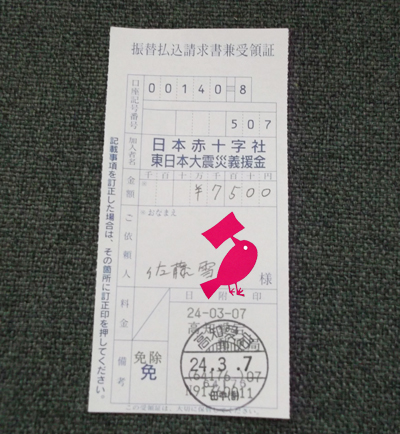 振替払込請求書兼受領証
口座記号番号
00140-8
507
加入者名
日本赤十字社
東日本大震災義援金
金額
千百十万千百十円
※
¥7500
ご依頼人
※おなまえ
佐藤雪
様
料金
日附印
24-03-07
備考
免除
免
24.3.7
記載事項を訂正した場合は、その箇所に訂正印を押してください。